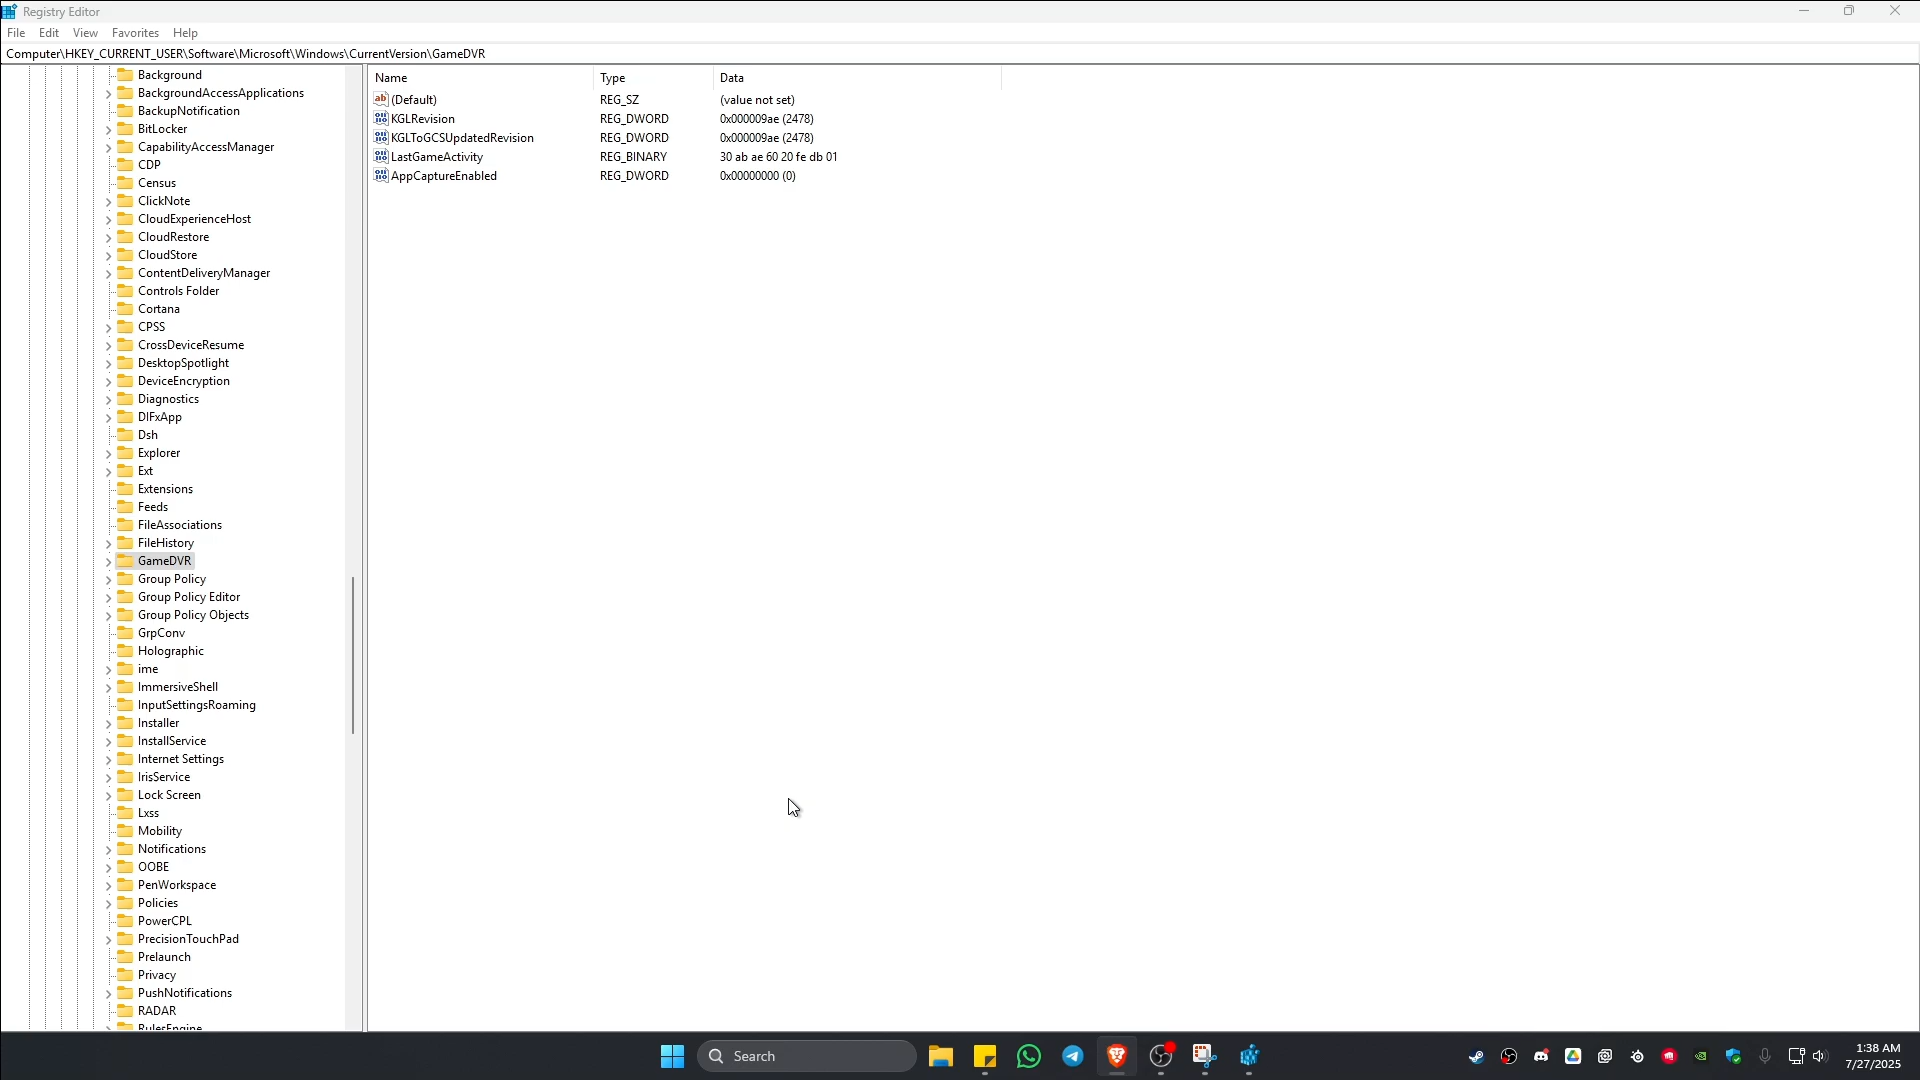 Registry Editor
File Edit View Favorites Help
Computer\HKEY_CURRENT_USER\Software\Microsoft\Windows\CurrentVersion\GameDVR
Background
BackgroundAccessApplications
BackupNotification
BitLocker
CapabilityAccessManager
CDP
Census
ClickNote
CloudExperienceHost
CloudRestore
CloudStore
ContentDeliveryManager
Controls Folder
Cortana
CPSS
CrossDeviceResume
DesktopSpotlight
DeviceEncryption
Diagnostics
DIFxApp
Dsh
Explorer
Ext
Extensions
Feeds
FileAssociations
FileHistory
GameDVR
Group Policy
Group Policy Editor
Group Policy Objects
GrpConv
Holographic
ime
ImmersiveShell
InputSettingsRoaming
Installer
InstallService
Internet Settings
IrisService
Lock Screen
Lxss
Mobility
Notifications
OOBE
PenWorkspace
Policies
PowerCPL
PrecisionTouchPad
Prelaunch
Privacy
PushNotifications
RADAR
RulesEngine
Name Type Data
(Default) REG_SZ (value not set)
KGLRevision REG_DWORD 0x000009ae (2478)
KGLToGCSUpdatedRevision REG_DWORD 0x000009ae (2478)
LastGameActivity REG_BINARY 30 ab ae 60 20 fe db 01
AppCaptureEnabled REG_DWORD 0x00000000 (0)
Search
1:38 AM
7/27/2025